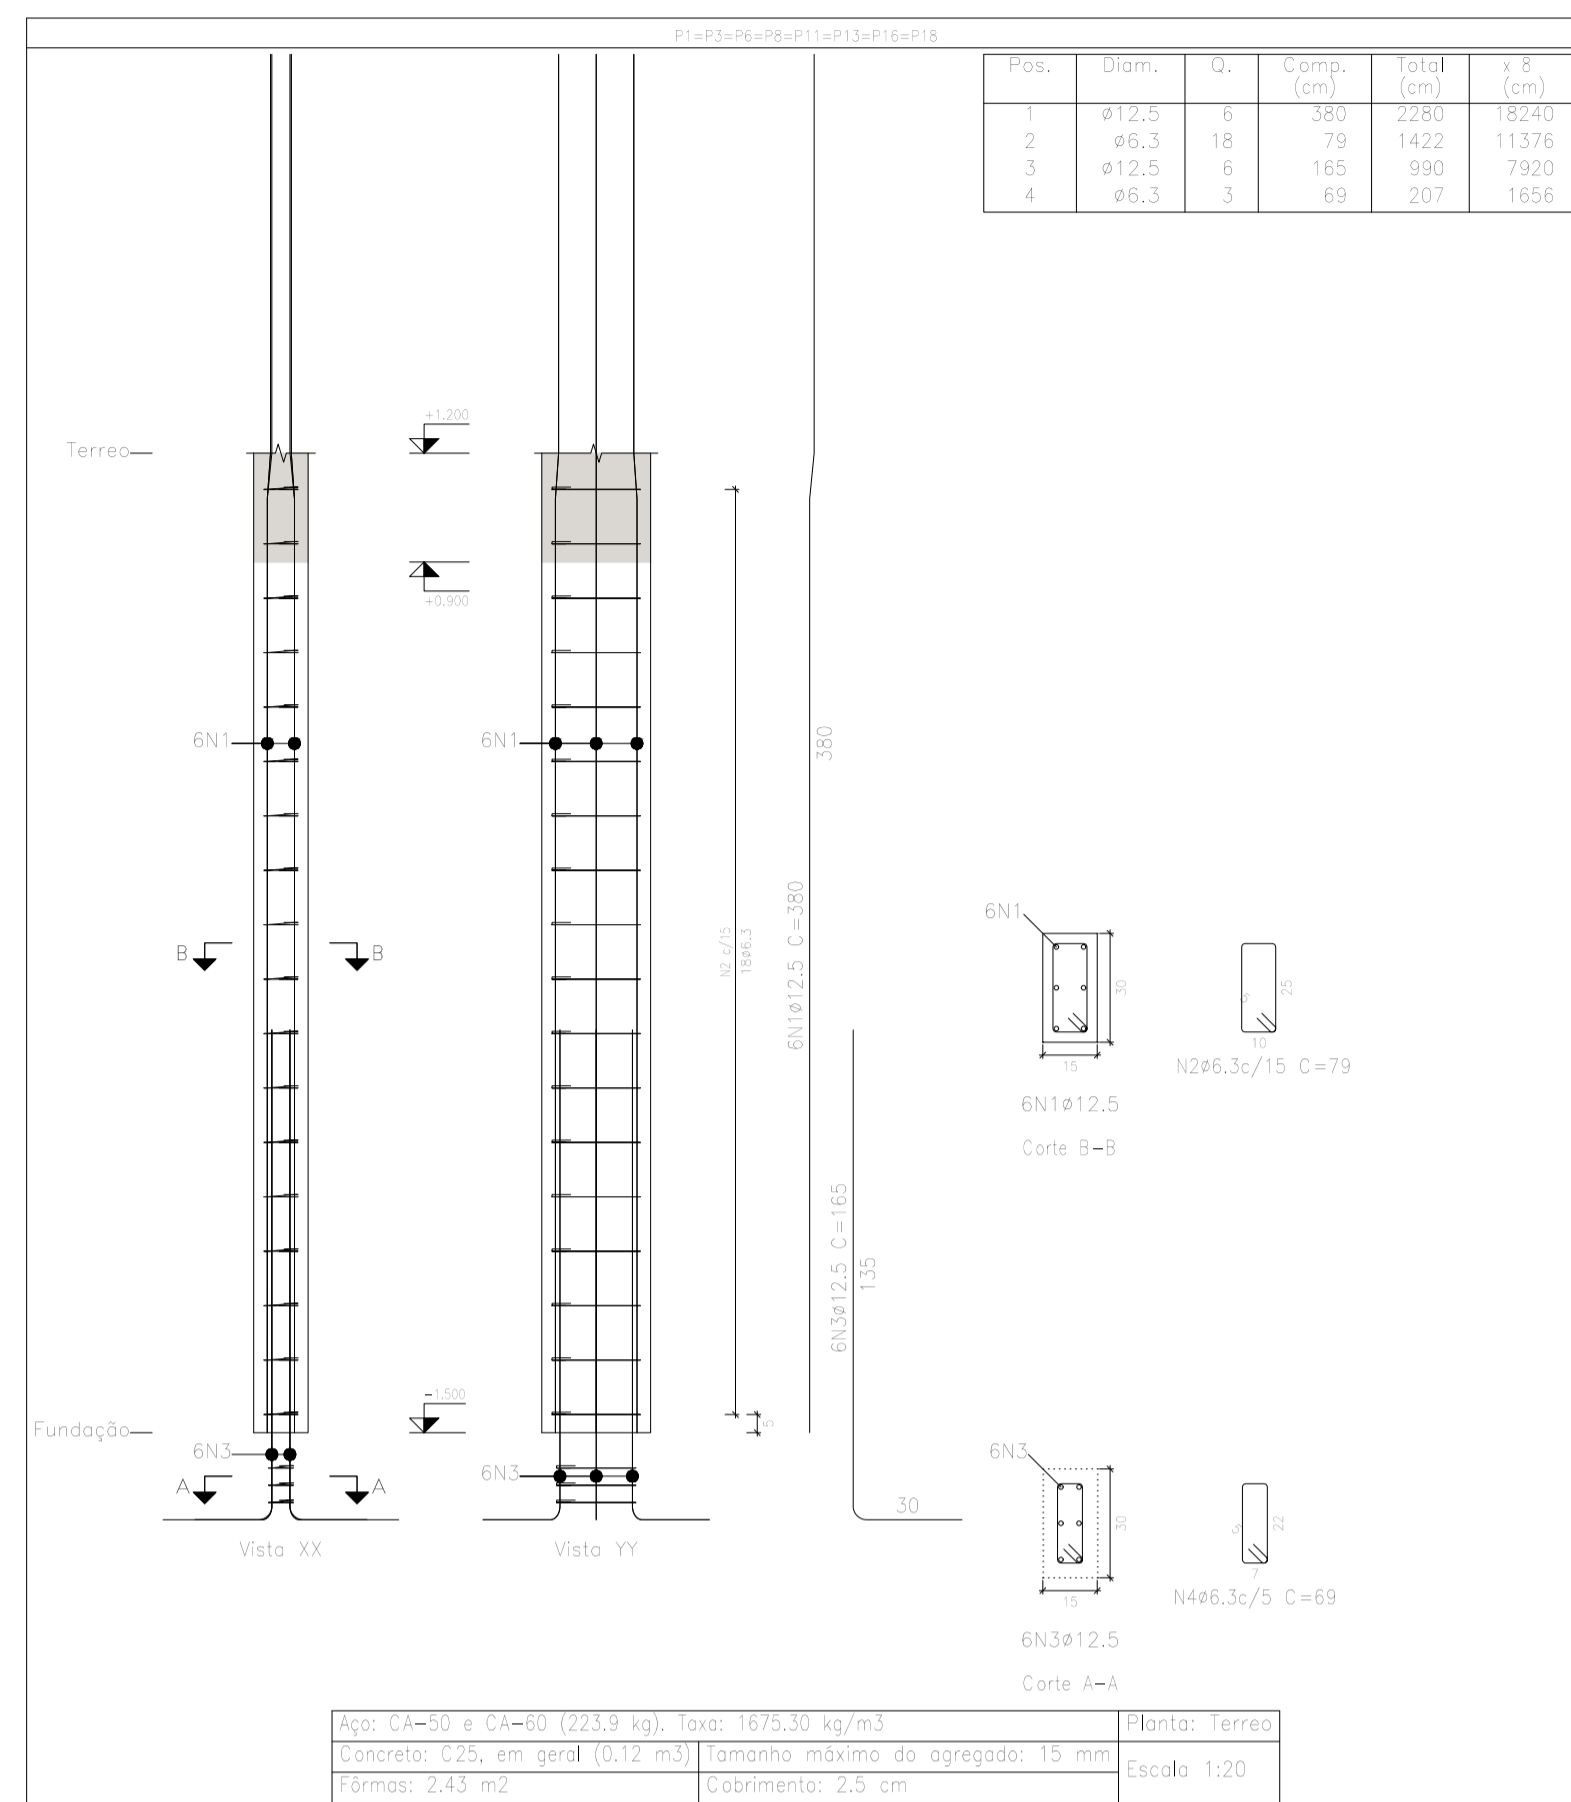 P1=P3=P6=P8=P11=P13=P16=P18
Pos. Diam. Q. Comp. (cm) Total (cm) x 8 (cm)
1 ø12.5 6 380 2280 18240
2 ø6.3 18 79 1422 11376
3 ø12.5 6 165 990 7920
4 ø6.3 3 69 207 1656
+1.200
Terreo
+0.900
6N1
6N1
380
6N1ø12.5 C=380
N2 c/15
18ø6.3
B B
6N1
30
15
6N1ø12.5
Corte B-B
5
25
10
N2ø6.3c/15 C=79
6N3ø12.5 C=165
135
-1.500
5
Fundação
6N3
6N3
A A
30
Vista XX
Vista YY
6N3
30
15
6N3ø12.5
Corte A-A
5
22
7
N4ø6.3c/5 C=69
Aço: CA-50 e CA-60 (223.9 kg). Taxa: 1675.30 kg/m3
Planta: Terreo
Concreto: C25, em geral (0.12 m3)
Tamanho máximo do agregado: 15 mm
Escala 1:20
Fôrmas: 2.43 m2
Cobrimento: 2.5 cm